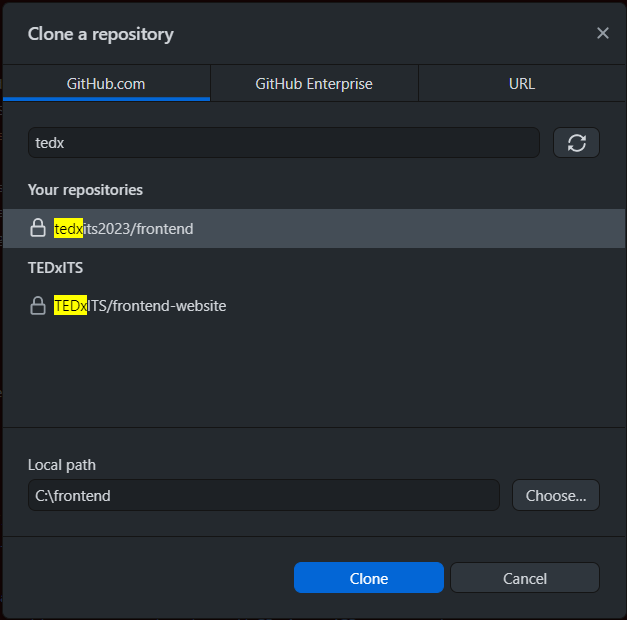 Clone a repository
GitHub.com
GitHub Enterprise
URL
tedx
Your repositories
tedxits2023/frontend
TEDxITS
TEDxITS/frontend-website
Local path
C:\frontend
Choose...
Clone
Cancel